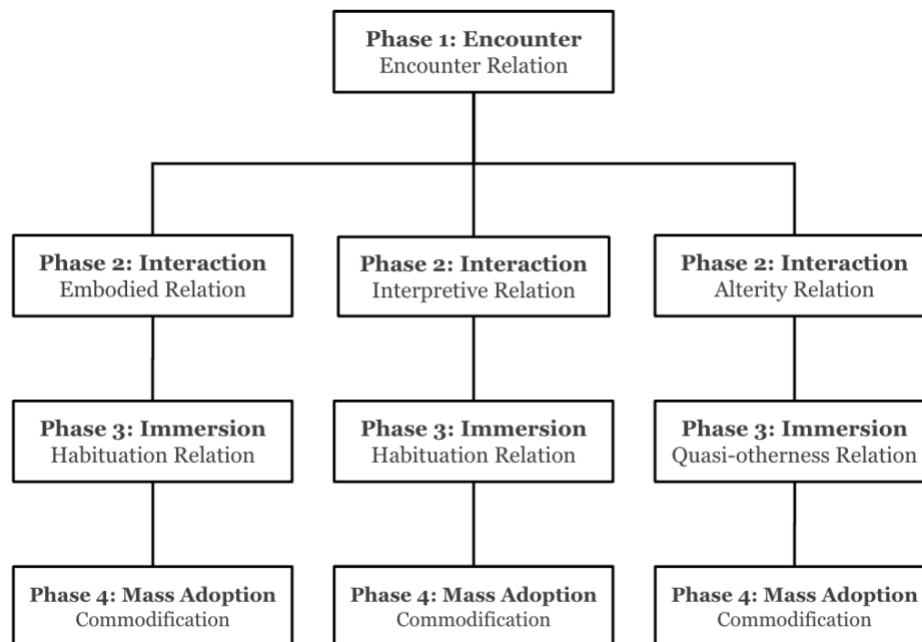 Phase 1: Encounter
Encounter Relation
Phase 2: Interaction
Embodied Relation
Phase 2: Interaction
Interpretive Relation
Phase 2: Interaction
Alterity Relation
Phase 3: Immersion
Habituation Relation
Phase 3: Immersion
Habituation Relation
Phase 3: Immersion
Quasi-otherness Relation
Phase 4: Mass Adoption
Commodification
Phase 4: Mass Adoption
Commodification
Phase 4: Mass Adoption
Commodification